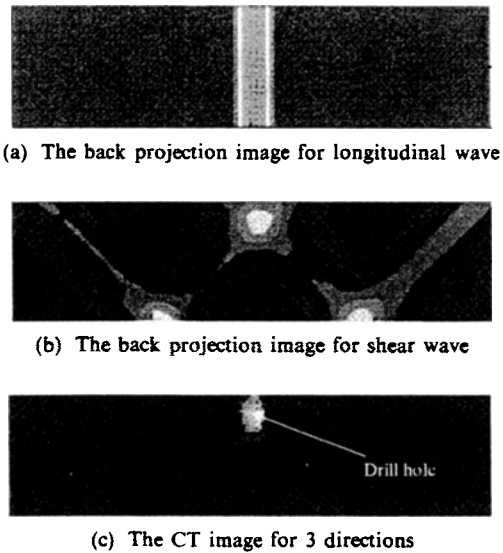 (a) The back projection image for longitudinal wave
(b) The back projection image for shear wave
Drill hole
(c) The CT image for 3 directions